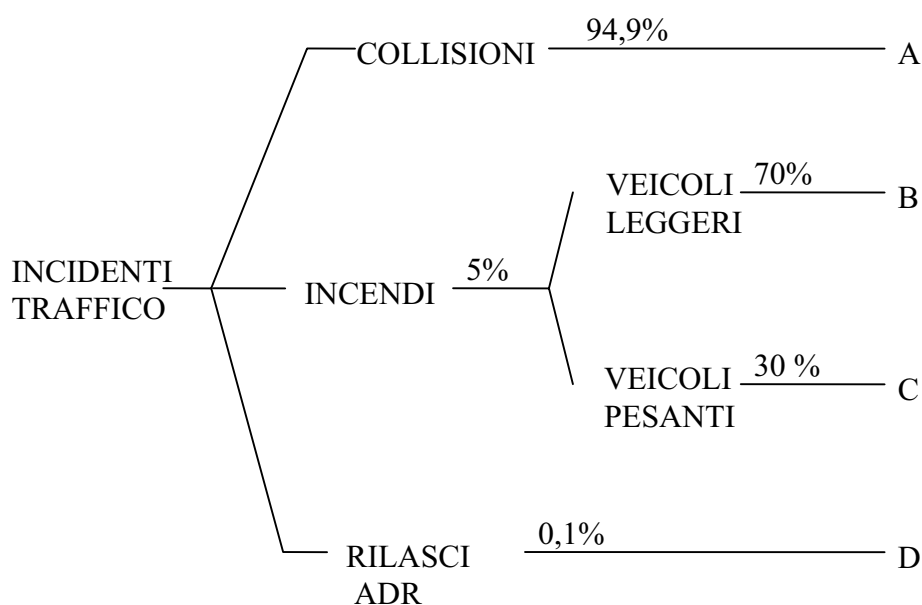 COLLISIONI
94,9%
A
INCIDENTI
TRAFFICO
INCENDI
5%
VEICOLI
LEGGERI
70%
B
VEICOLI
PESANTI
30 %
C
RILASCI
ADR
0,1%
D